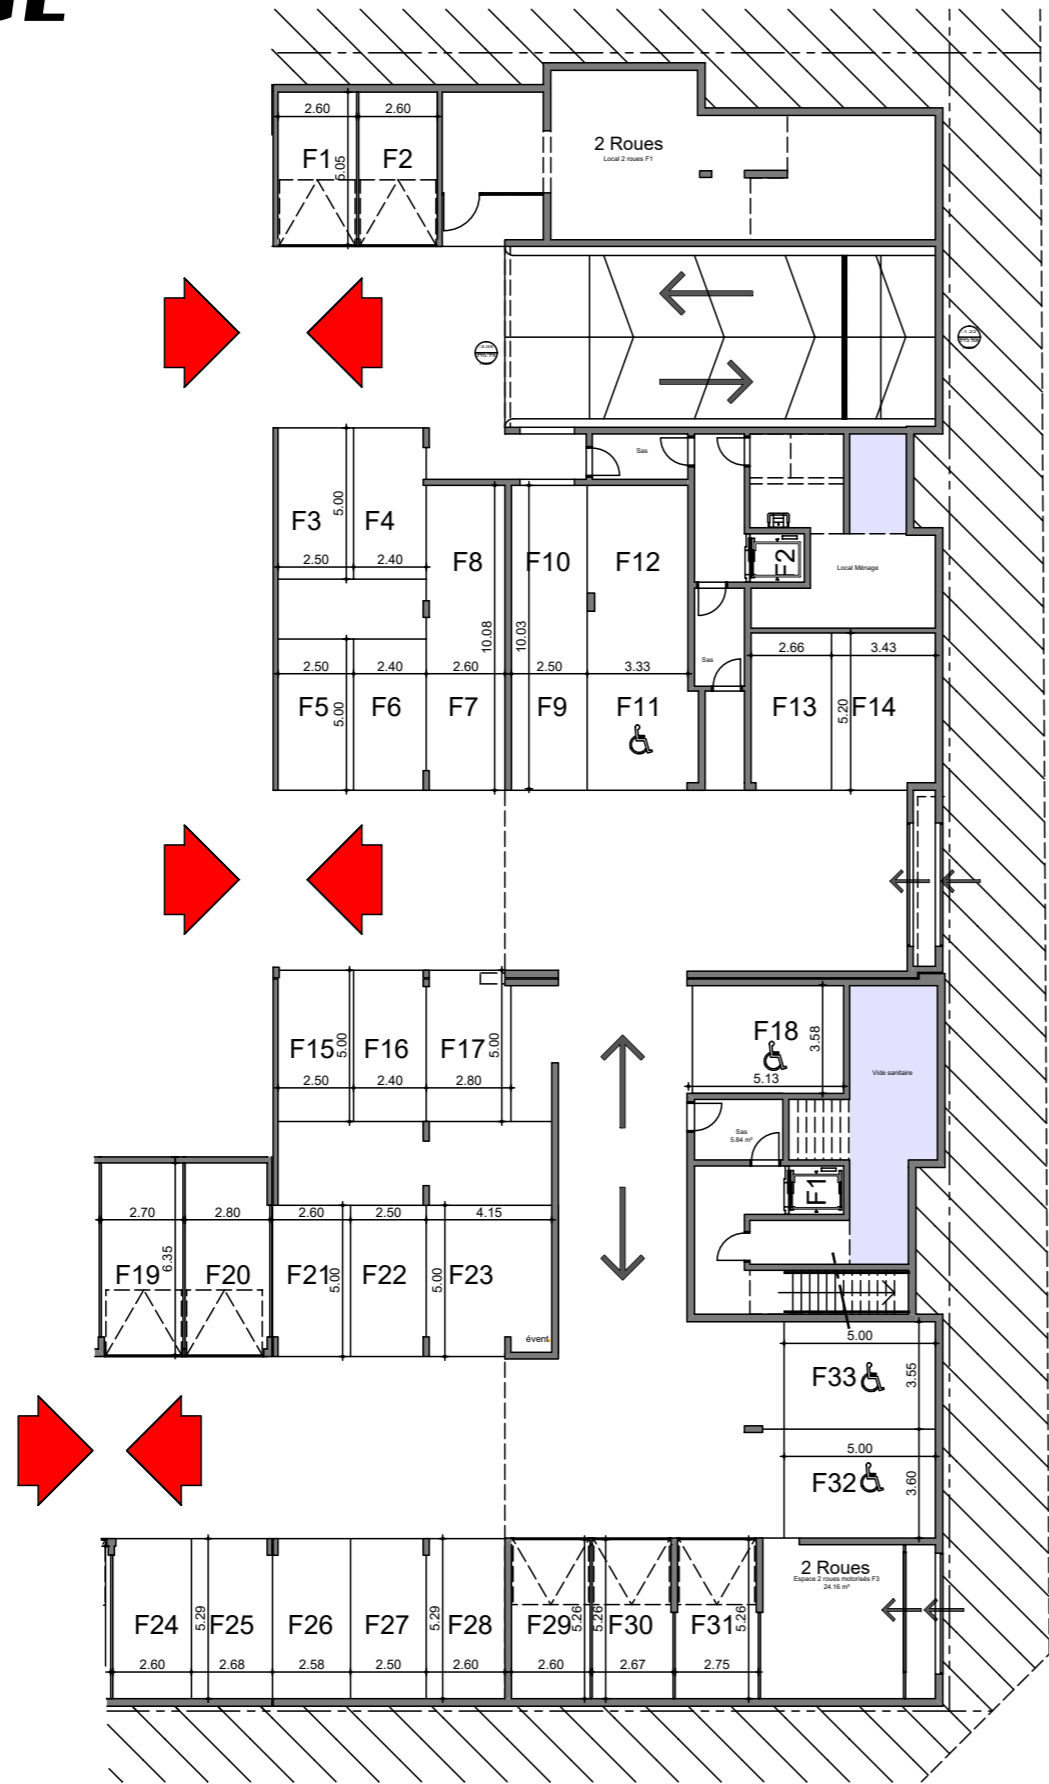 2.60
2.60
F1
5.05
F2
2 Roues
Local 2 roues F1
Sas
F3
5.00
F4
2.50
2.40
F8
10.08
10.03
F10
F12
F2
Local Ménage
2.50
2.40
2.60
2.50
3.33
Sas
2.66
3.43
F5
5.00
F6
F7
F9
F11
F13
5.20
F14
F15
5.00
F16
F17
5.00
2.50
2.40
2.80
F18
3.58
5.13
Vide sanitaire
Sas
5.84 m²
F1
2.70
2.80
2.60
2.50
4.15
F19
6.35
F20
F21
5.00
F22
5.00
F23
évent
5.00
F33
3.55
5.00
F32
3.60
2 Roues
Espace 2 roues motorisés F3
24.16 m²
F24
5.29
F25
F26
F27
5.29
F28
F29
5.26
5.26
F30
F31
5.26
2.60
2.68
2.58
2.50
2.60
2.60
2.67
2.75